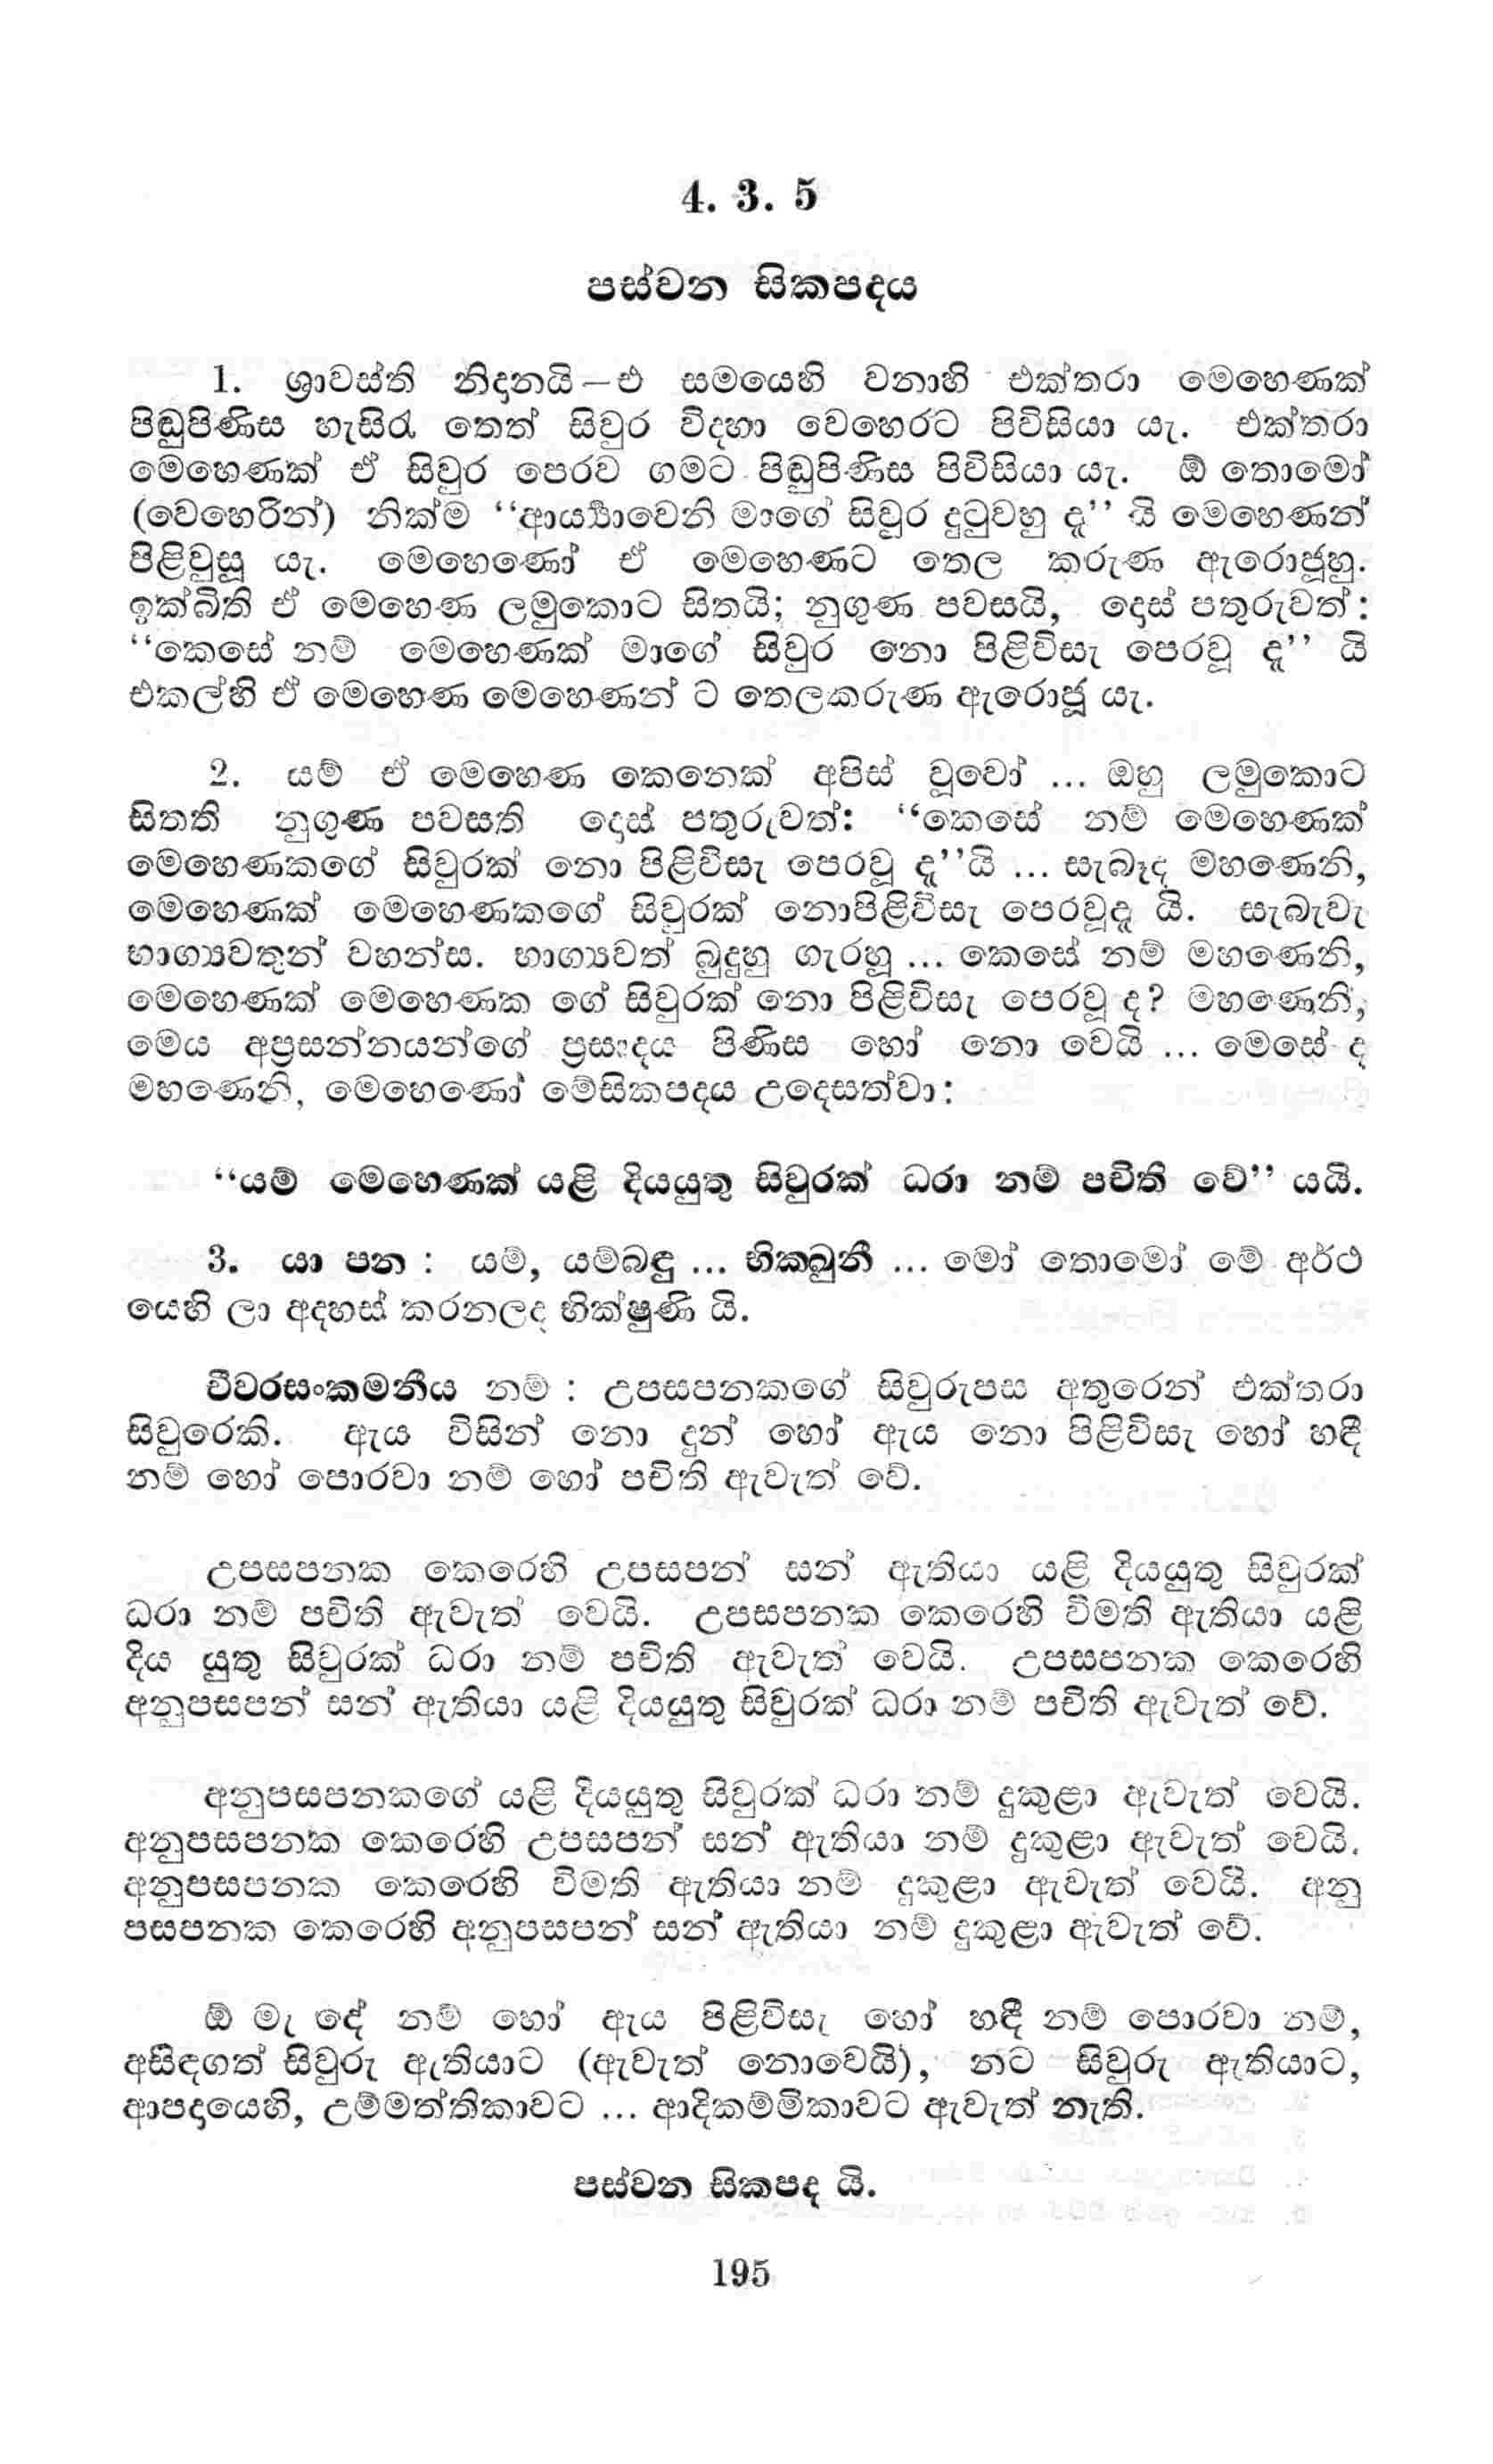 4. 3. 5
පස්වන සිකපදය
1. ශ්‍රාවස්ති නිදානයි – එ සමයෙහි වනාහි එක්තරා මෙහෙණක්
පිඬුපිණිස හැසිරැ තෙත් සිවුර විදහා වෙහෙරට පිවිසියා යැ. එක්තරා
මෙහෙණක් ඒ සිවුර පෙරව ගමට පිඬුපිණිස පිවිසියා යැ. ඕ තොමෝ
(වෙහෙරින්) නික්ම “ආර්‍ය්‍යාවෙනි මාගේ සිවුර දුටුවහු දැ” යි මෙහෙණන්
පිළිවුසූ යැ. මෙහෙණෝ ඒ මෙහෙණට තෙල කරුණ ඇරොජූහු.
ඉක්බිති ඒ මෙහෙණ ලමුකොට සිතයි; නුගුණ පවසයි, දොස් පතුරුවත් :
“කෙසේ නම් මෙහෙණක් මාගේ සිවුර නො පිළිවිසැ පෙරවූ දැ” යි
එකල්හි ඒ මෙහෙණ මෙහෙණන් ට තෙලකරුණ ඇරොජූ යැ.
2. යම් ඒ මෙහෙණ කෙනෙක් අපිස් වූවෝ ... ඔහු ලමුකොට
සිතති නුගුණ පවසති දොස් පතුරුවත්: “කෙසේ නම් මෙහෙණක්
මෙහෙණකගේ සිවුරක් නො පිළිවිසැ පෙරවූ දැ”යි ... සැබෑද මහණෙනි,
මෙහෙණක් මෙහෙණකගේ සිවුරක් නොපිළිවිසැ පෙරවූදැ යි. සැබැවැ
භාග්‍යවතුන් වහන්ස. භාග්‍යවත් බුදුහු ගැරහූ ... කෙසේ නම් මහණෙනි,
මෙහෙණක් මෙහෙණක ගේ සිවුරක් නො පිළිවිසැ පෙරවූ ද? මහණෙනි,
මෙය අප්‍රසන්නයන්ගේ ප්‍රසාදය පිණිස හෝ නො වෙයි ... මෙසේ ද
මහණෙනි, මෙහෙණෝ මේසිකපදය උදෙසත්වා :
“යම් මෙහෙණක් යළි දියයුතු සිවුරක් ධරා නම් පචිති වේ” යයි.
3. යා පන : යම්, යම්බඳු ... භික්ඛුනී ... මෝ තොමෝ මේ අර්ථ
යෙහි ලා අදහස් කරනලද භික්ෂුණි යි.
චීවරසංකමනීය නම් : උපසපනකගේ සිවුරුපස අතුරෙන් එක්තරා
සිවුරෙකි. ඇය විසින් නො දුන් හෝ ඇය නො පිළිවිසැ හෝ හඳී
නම් හෝ පොරවා නම් හෝ පචිති ඇවැත් වේ.
උපසපනක කෙරෙහි උපසපන් සන් ඇතියා යළි දියයුතු සිවුරක්
ධරා නම් පචිති ඇවැත් වෙයි. උපසපනක කෙරෙහි විමති ඇතියා යළි
දිය යුතු සිවුරක් ධරා නම් පචිති ඇවැත් වෙයි. උපසපනක කෙරෙහි
අනුපසපන් සන් ඇතියා යළි දියයුතු සිවුරක් ධරා නම් පචිති ඇවැත් වේ.
අනුපසපනකගේ යළි දියයුතු සිවුරක් ධරා නම් දුකුළා ඇවැත් වෙයි.
අනුපසපනක කෙරෙහි උපසපන් සන් ඇතියා නම් දුකුළා ඇවැත් වෙයි.
අනුපසපනක කෙරෙහි විමති ඇතියා නම් දුකුළා ඇවැත් වෙයි. අනු
පසපනක කෙරෙහි අනුපසපන් සන් ඇතියා නම් දුකුළා ඇවැත් වේ.
ඕ මැ දේ නම් හෝ ඇය පිළිවිසැ හෝ හඳී නම් පොරවා නම්,
අසිඳගත් සිවුරු ඇතියාට (ඇවැත් නොවෙයි), නට සිවුරු ඇතියාට,
ආපදායෙහි, උම්මත්තිකාවට ... ආදිකම්මිකාවට ඇවැත් නැති.
පස්වන සිකපද යි.
195